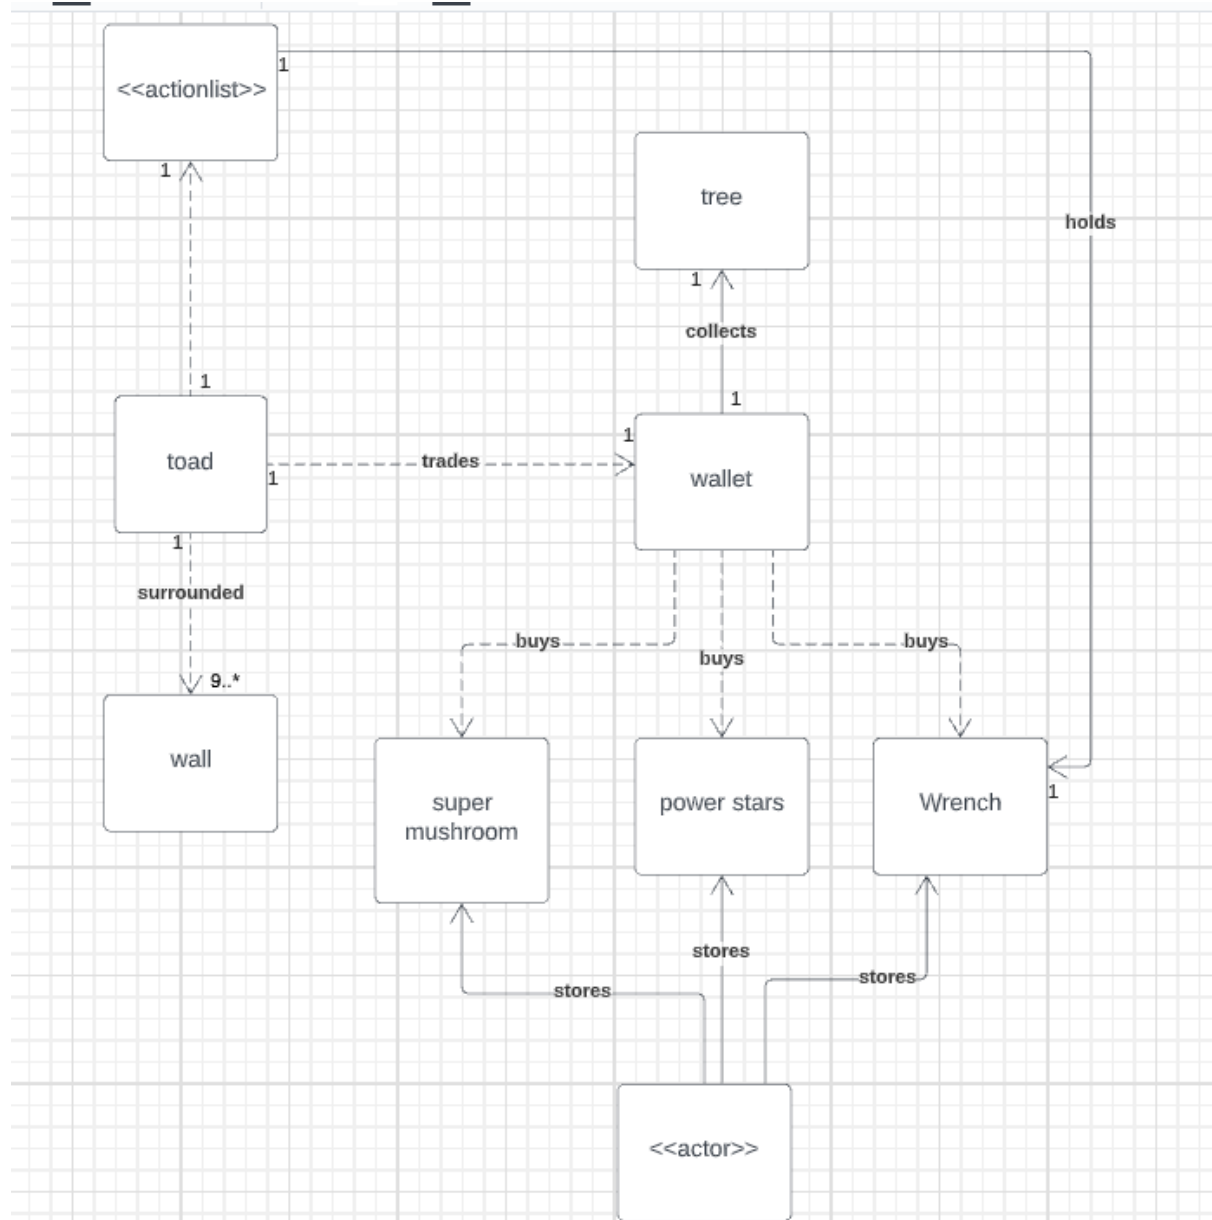 <<actionlist>>
1
1
tree
holds
1
collects
1
1
1
toad
trades
1
wallet
1
1
surrounded
9..*
buys
buys
buys
wall
super
mushroom
power stars
Wrench
1
stores
stores
stores
<<actor>>